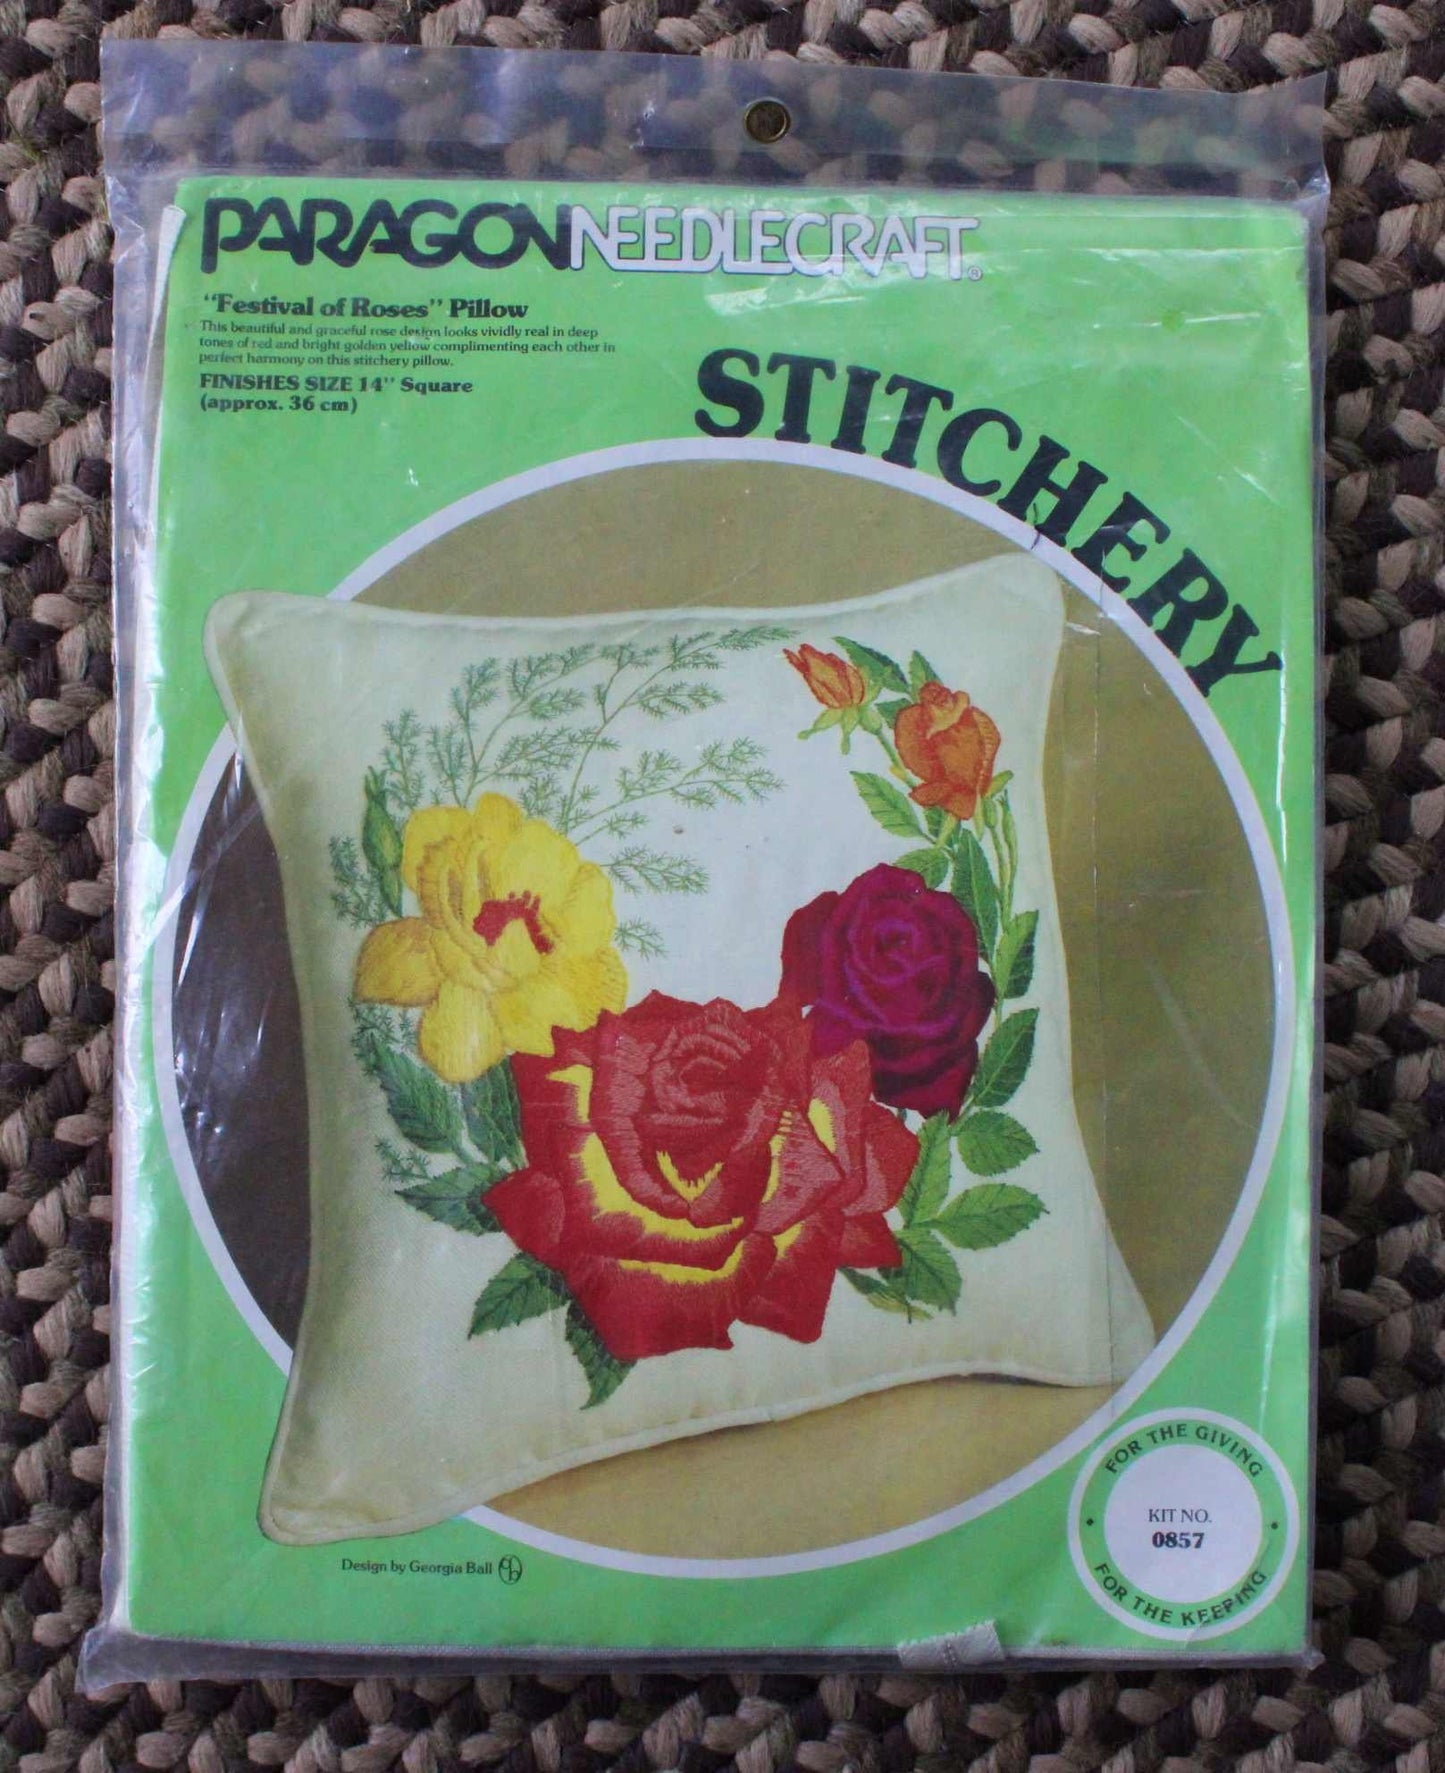 PARAGON NEEDLECRAFT®
"Festival of Roses" Pillow
This beautiful and graceful rose design looks vividly real in deep
tones of red and bright golden yellow complimenting each other in
perfect harmony on this stitchery pillow.
FINISHES SIZE 14" Square
(approx. 36 cm)
STITCHERY
Design by Georgia Ball gb
FOR THE GIVING
KIT NO.
0857
FOR THE KEEPING